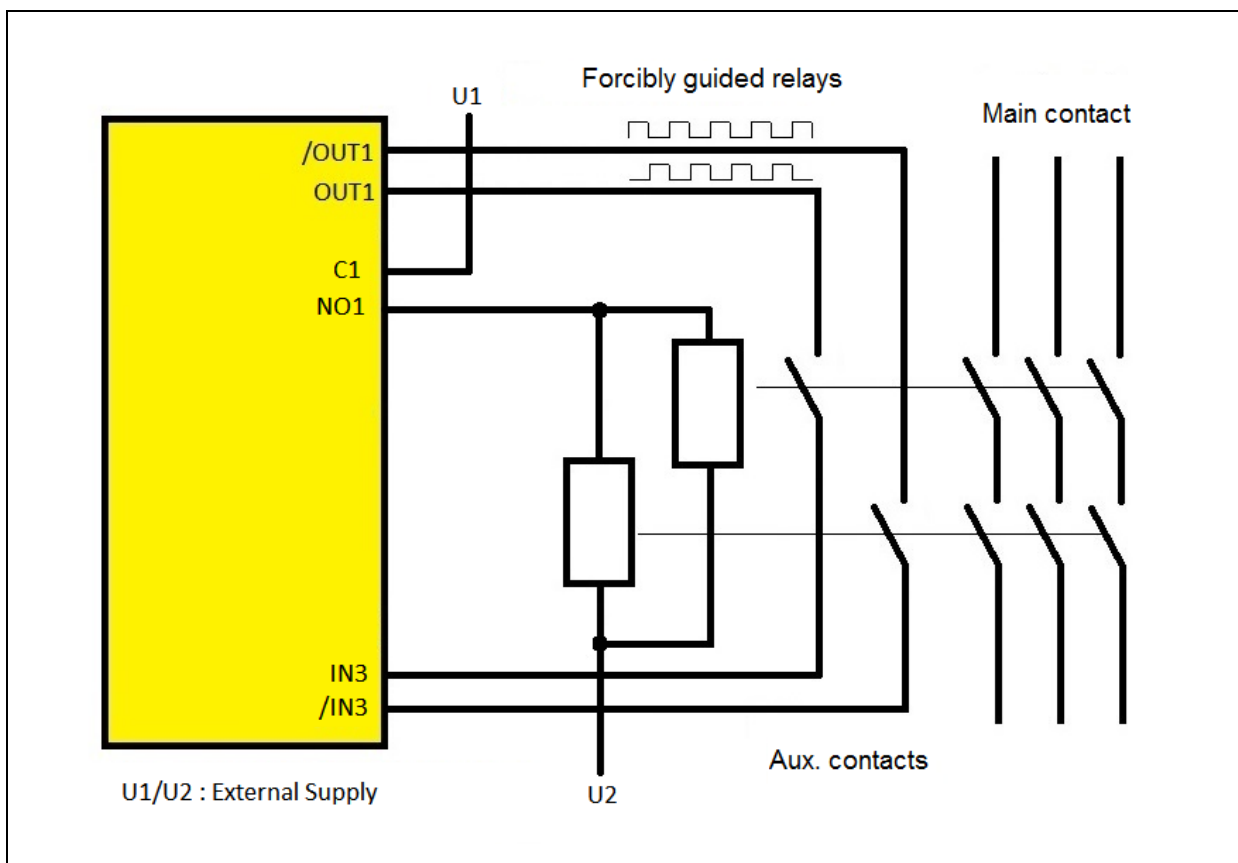 Forcibly guided relays
U1
Main contact
/OUT1
OUT1
C1
NO1
IN3
/IN3
Aux. contacts
U1/U2 : External Supply
U2